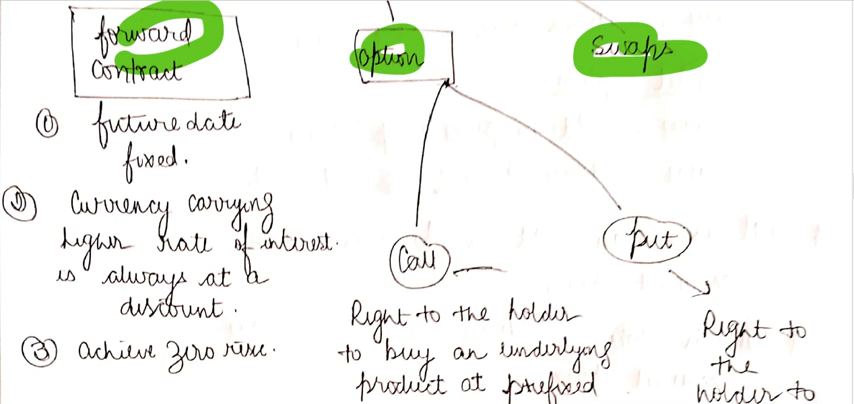 forward
contract
① future date
fixed.
② Currency carrying
higher rate of interest.
is always at a
discount.
③ achieve zero risk.
option
Call
Right to the holder
to buy an underlying
product at prefixed
put
Right to
the
holder to
Swaps